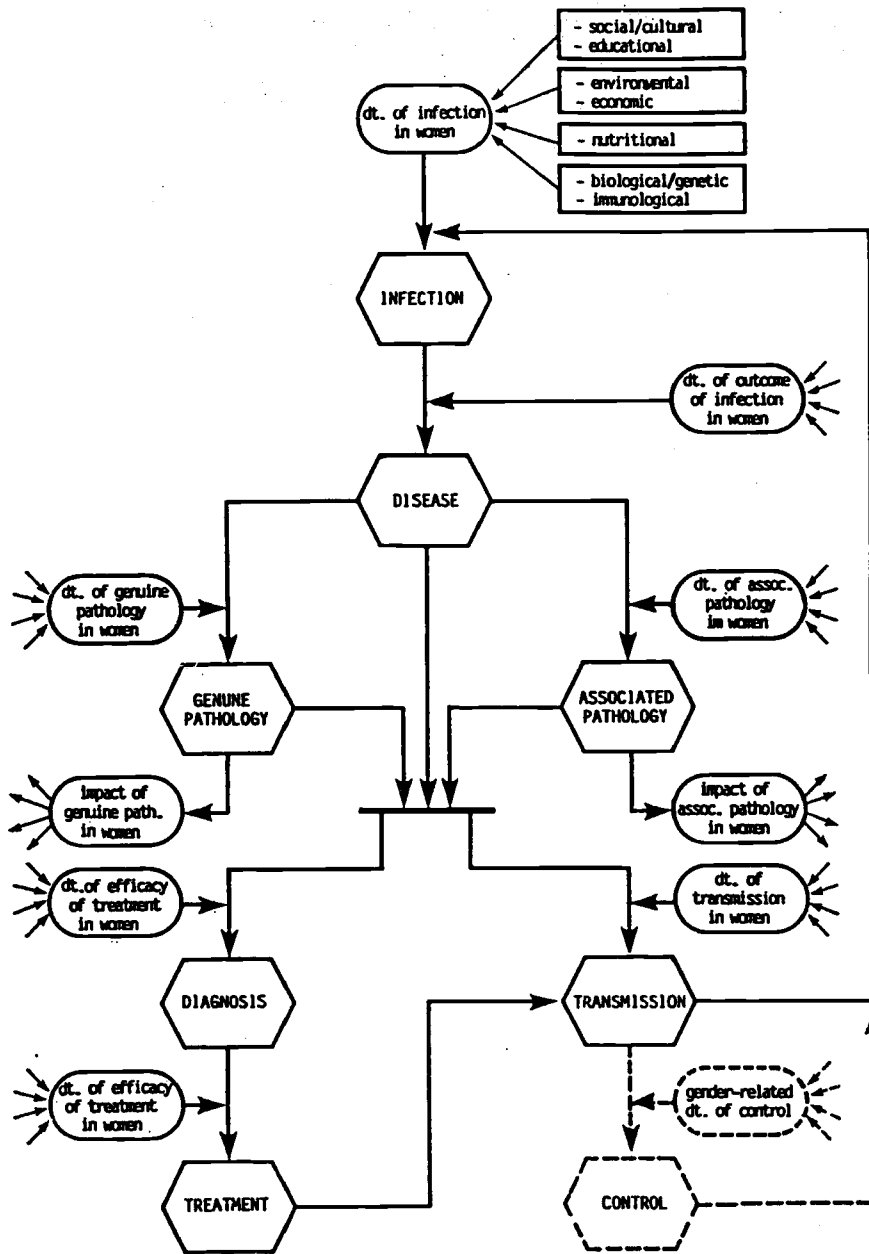 - social/cultural
- educational
- environmental
- economic
dt. of infection
in women
- nutritional
- biological/genetic
- immunological
INFECTION
dt. of outcome
of infection
in women
DISEASE
dt. of genuine
pathology
in women
dt. of assoc.
pathology
im women
GENUNE
PATHOLOGY
ASSOCIATED
PATHOLOGY
impact of
genuine path.
in women
impact of
assoc. pathology
in women
dt.of efficacy
of treatment
in women
dt. of
transmission
in women
DIAGNOSIS
TRANSMISSION
dt. of efficacy
of treatment
in women
gender-related
dt. of control
TREATMENT
CONTROL